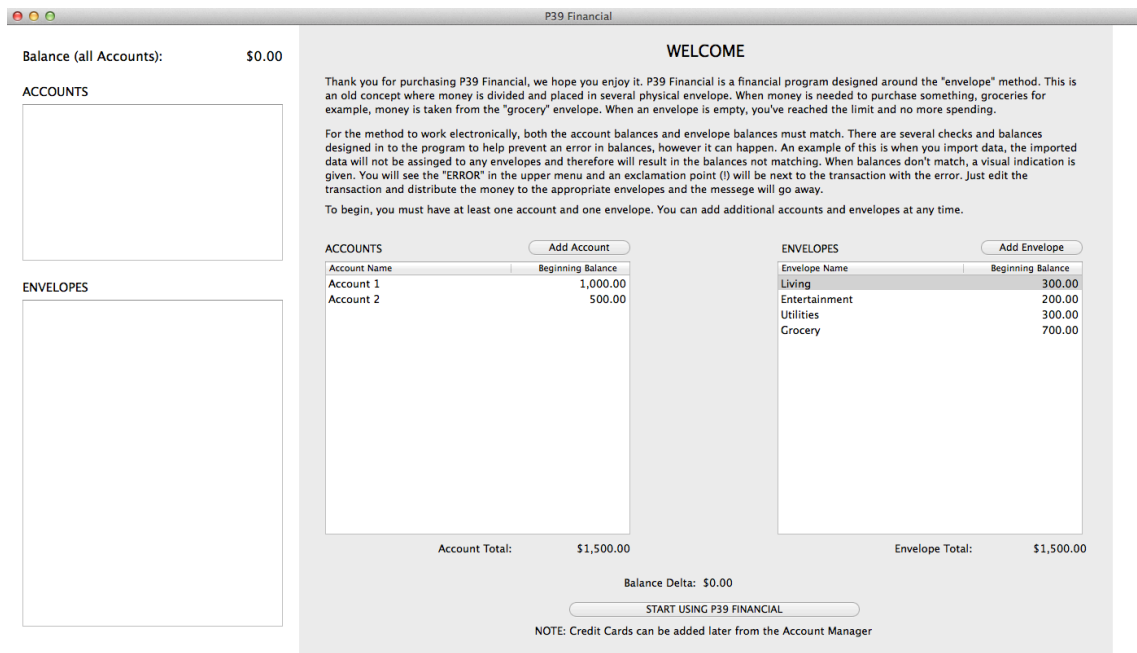 P39 Financial
Balance (all Accounts): $0.00
ACCOUNTS
ENVELOPES
WELCOME
Thank you for purchasing P39 Financial, we hope you enjoy it. P39 Financial is a financial program designed around the "envelope" method. This is
an old concept where money is divided and placed in several physical envelope. When money is needed to purchase something, groceries for
example, money is taken from the "grocery" envelope. When an envelope is empty, you've reached the limit and no more spending.
For the method to work electronically, both the account balances and envelope balances must match. There are several checks and balances
designed in to the program to help prevent an error in balances, however it can happen. An example of this is when you import data, the imported
data will not be assinged to any envelopes and therefore will result in the balances not matching. When balances don't match, a visual indication is
given. You will see the "ERROR" in the upper menu and an exclamation point (!) will be next to the transaction with the error. Just edit the
transaction and distribute the money to the appropriate envelopes and the messege will go away.
To begin, you must have at least one account and one envelope. You can add additional accounts and envelopes at any time.
ACCOUNTS Add Account
Account Name Beginning Balance
Account 1 1,000.00
Account 2 500.00
Account Total: $1,500.00
ENVELOPES Add Envelope
Envelope Name Beginning Balance
Living 300.00
Entertainment 200.00
Utilities 300.00
Grocery 700.00
Envelope Total: $1,500.00
Balance Delta: $0.00
START USING P39 FINANCIAL
NOTE: Credit Cards can be added later from the Account Manager